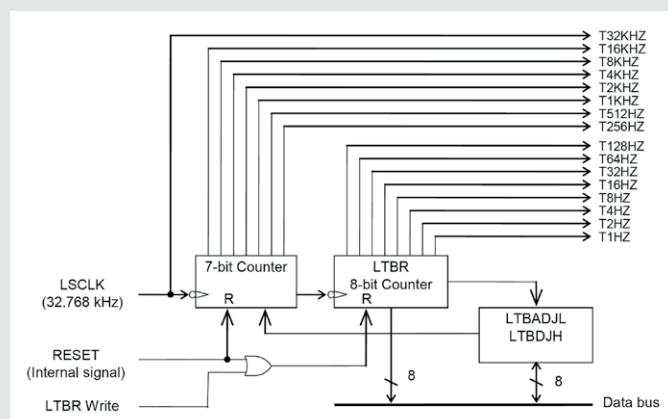 T32KHZ
T16KHZ
T8KHZ
T4KHZ
T2KHZ
T1KHZ
T512HZ
T256HZ
T128HZ
T64HZ
T32HZ
T16HZ
T8HZ
T4HZ
T2HZ
T1HZ
7-bit Counter
R
LTBR
8-bit Counter
R
LSCLK
(32.768 kHz)
LTBADJL
LTBDJH
RESET
(Internal signal)
8
8
LTBR Write
Data bus